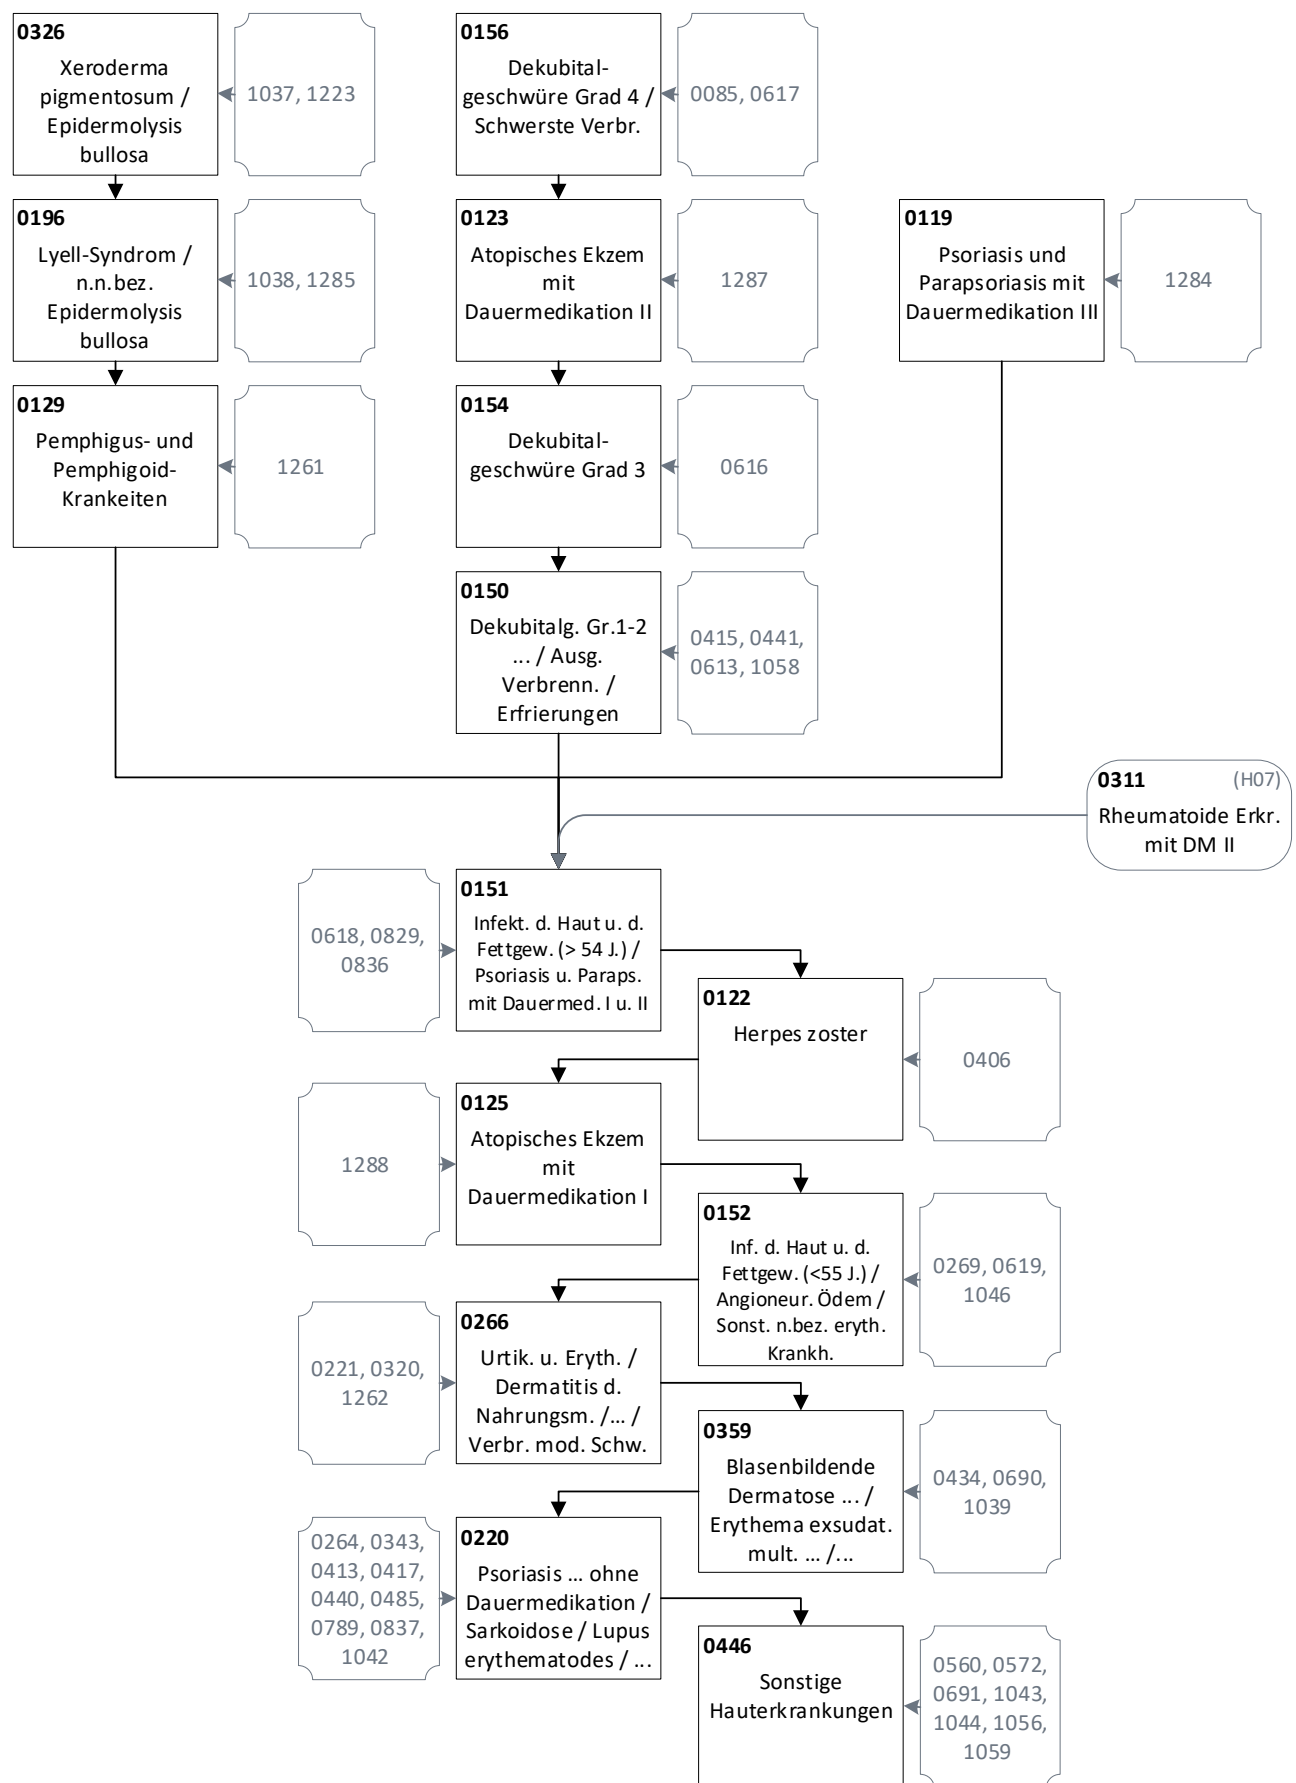 0326
Xeroderma
pigmentosum /
Epidermolysis
bullosa
1037, 1223
0156
Dekubital-
geschwüre Grad 4 /
Schwerste Verbr.
0085, 0617
0196
Lyell-Syndrom /
n.n.bez.
Epidermolysis
bullosa
1038, 1285
0123
Atopisches Ekzem
mit
Dauermedikation II
1287
0119
Psoriasis und
Parapsoriasis mit
Dauermedikation III
1284
0129
Pemphigus- und
Pemphigoid-
Krankeiten
1261
0154
Dekubital-
geschwüre Grad 3
0616
0150
Dekubitalg. Gr.1-2
... / Ausg.
Verbrenn. /
Erfrierungen
0415, 0441,
0613, 1058
0311 (H07)
Rheumatoide Erkr.
mit DM II
0618, 0829,
0836
0151
Infekt. d. Haut u. d.
Fettgew. (> 54 J.) /
Psoriasis u. Paraps.
mit Dauermed. I u. II
0122
Herpes zoster
0406
1288
0125
Atopisches Ekzem
mit
Dauermedikation I
0152
Inf. d. Haut u. d.
Fettgew. (<55 J.) /
Angioneur. Ödem /
Sonst. n.bez. eryth.
Krankh.
0269, 0619,
1046
0221, 0320,
1262
0266
Urtik. u. Eryth. /
Dermatitis d.
Nahrungsm. /... /
Verbr. mod. Schw.
0359
Blasenbildende
Dermatose ... /
Erythema exsudat.
mult. ... /...
0434, 0690,
1039
0264, 0343,
0413, 0417,
0440, 0485,
0789, 0837,
1042
0220
Psoriasis ... ohne
Dauermedikation /
Sarkoidose / Lupus
erythematodes / ...
0446
Sonstige
Hauterkrankungen
0560, 0572,
0691, 1043,
1044, 1056,
1059